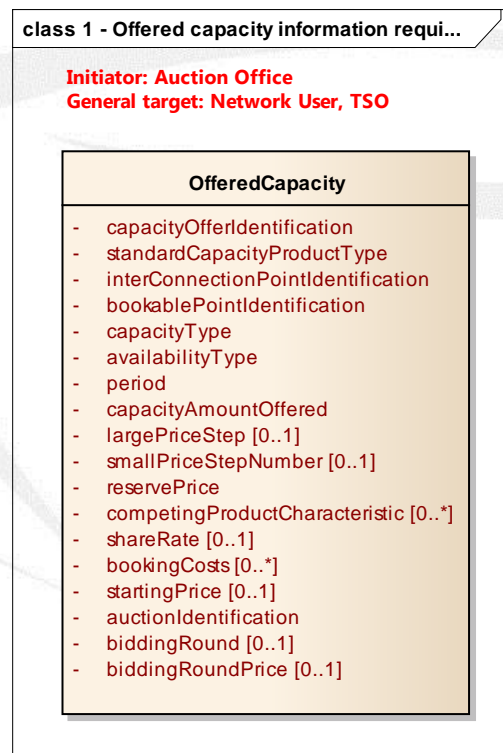 class 1 - Offered capacity information requi...
Initiator: Auction Office
General target: Network User, TSO
OfferedCapacity
- capacityOfferIdentification
- standardCapacityProductType
- interConnectionPointIdentification
- bookablePointIdentification
- capacityType
- availabilityType
- period
- capacityAmountOffered
- largePriceStep [0..1]
- smallPriceStepNumber [0..1]
- reservePrice
- competingProductCharacteristic [0..*]
- shareRate [0..1]
- bookingCosts [0..*]
- startingPrice [0..1]
- auctionIdentification
- biddingRound [0..1]
- biddingRoundPrice [0..1]